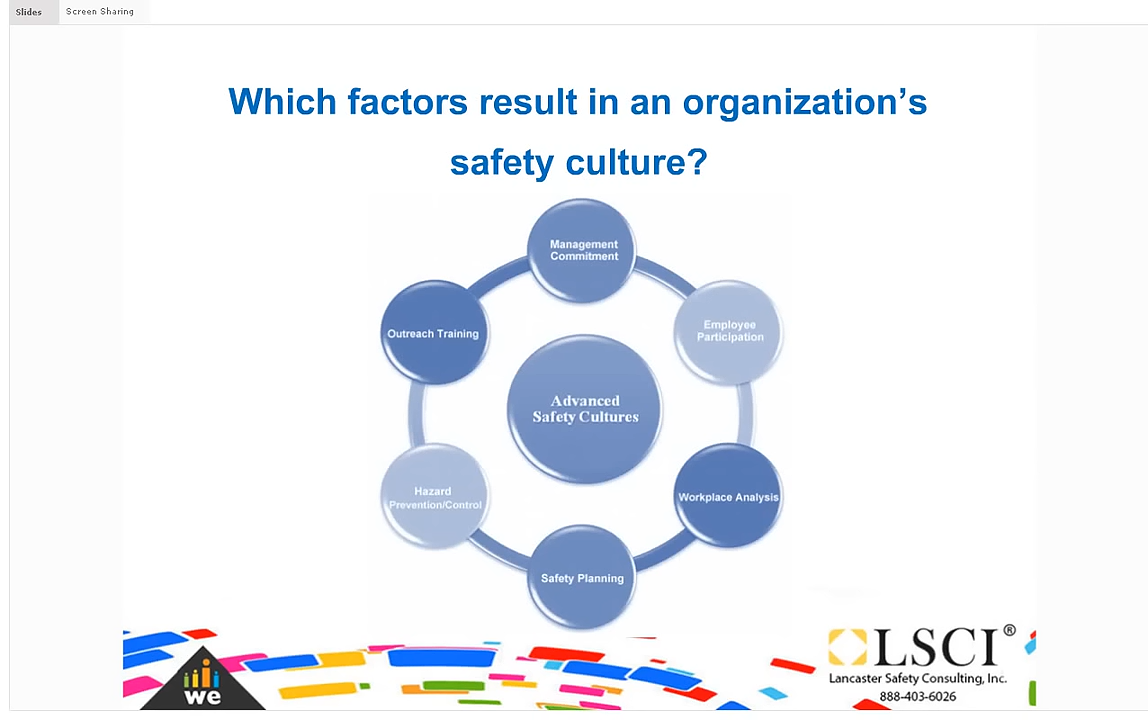 Slides
Screen Sharing
Which factors result in an organization's
safety culture?
Management
Commitment
Employee
Participation
Workplace Analysis
Safety Planning
Hazard
Prevention/Control
Outreach Training
Advanced
Safety Cultures
we
LSCI®
Lancaster Safety Consulting, Inc.
888-403-6026